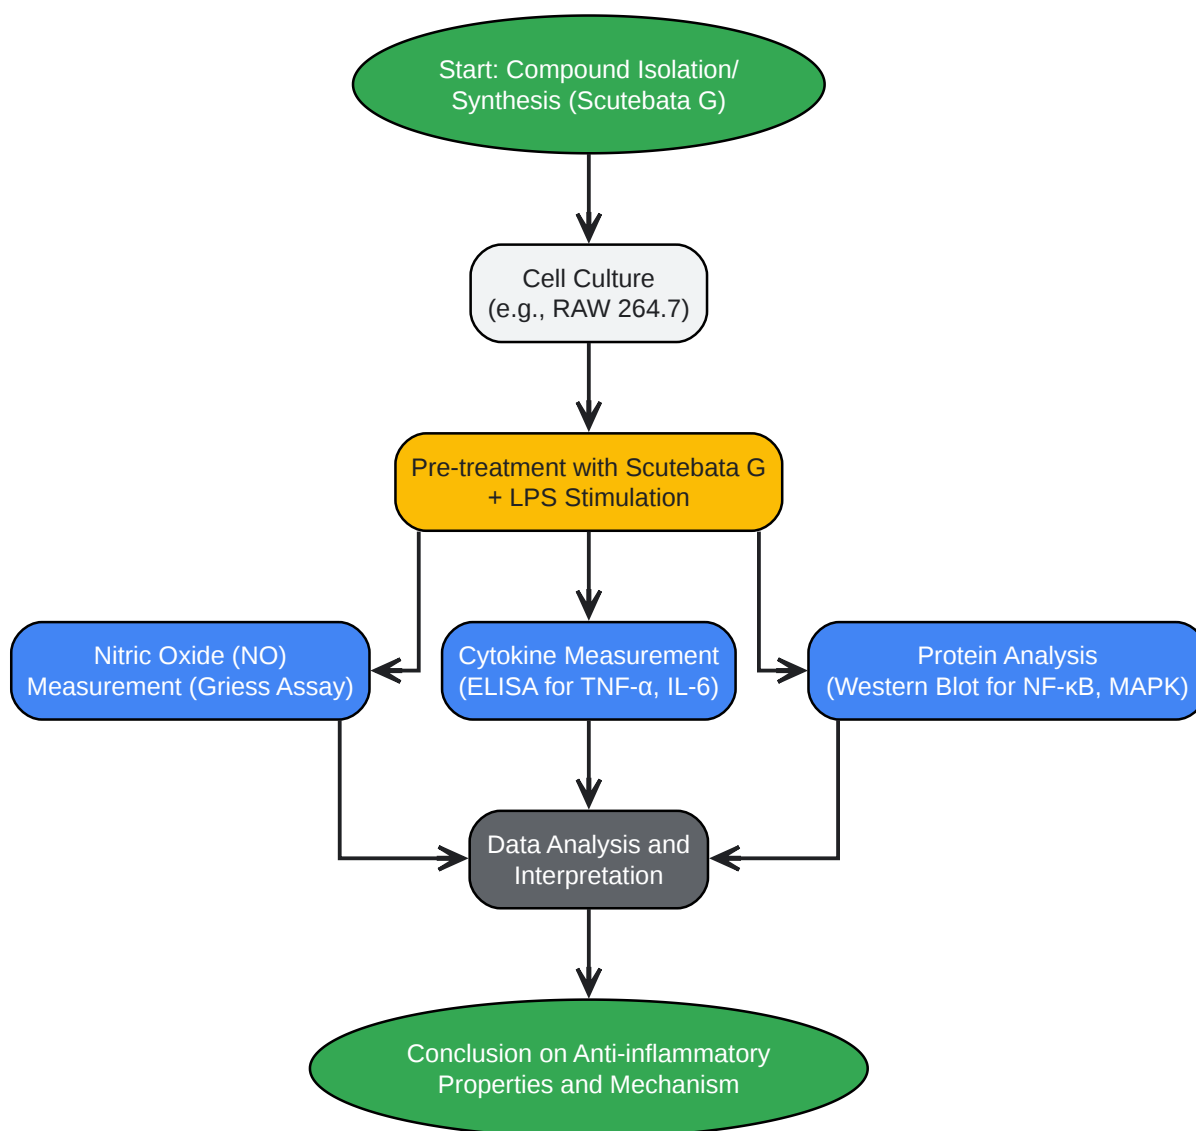 Start: Compound Isolation/
Synthesis (Scutebata G)
Cell Culture
(e.g., RAW 264.7)
Pre-treatment with Scutebata G
+ LPS Stimulation
Nitric Oxide (NO)
Measurement (Griess Assay)
Cytokine Measurement
(ELISA for TNF-α, IL-6)
Protein Analysis
(Western Blot for NF-κB, MAPK)
Data Analysis and
Interpretation
Conclusion on Anti-inflammatory
Properties and Mechanism